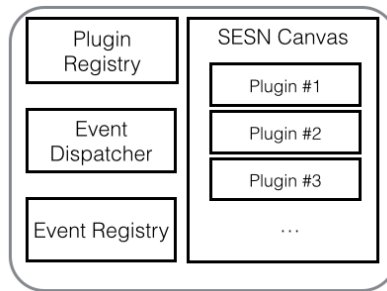 Plugin
Registry
Event
Dispatcher
Event Registry
SESN Canvas
Plugin #1
Plugin #2
Plugin #3
...